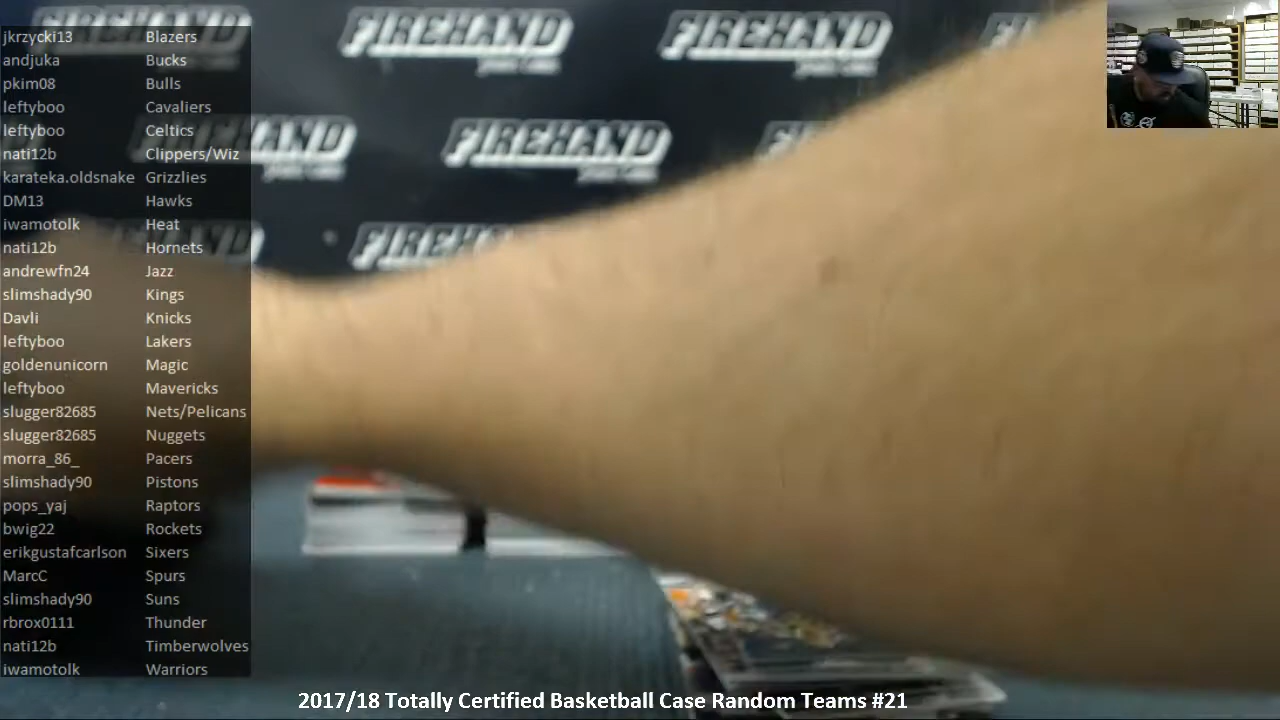 FIREHAND FIREHAND FIREHAND
FIREHAND
jkrzycki13 Blazers
andjuka Bucks
pkim08 Bulls
leftyboo Cavaliers
leftyboo Celtics
nati12b Clippers/Wiz
karateka.oldsnake Grizzlies
DM13 Hawks
iwamotolk Heat
nati12b Hornets
andrewfn24 Jazz
slimshady90 Kings
Davli Knicks
leftyboo Lakers
goldenunicorn Magic
leftyboo Mavericks
slugger82685 Nets/Pelicans
slugger82685 Nuggets
morra_86_ Pacers
slimshady90 Pistons
pops_yaj Raptors
bwig22 Rockets
erikgustafcarlson Sixers
MarcC Spurs
slimshady90 Suns
rbrox0111 Thunder
nati12b Timberwolves
iwamotolk Warriors
2017/18 Totally Certified Basketball Case Random Teams #21